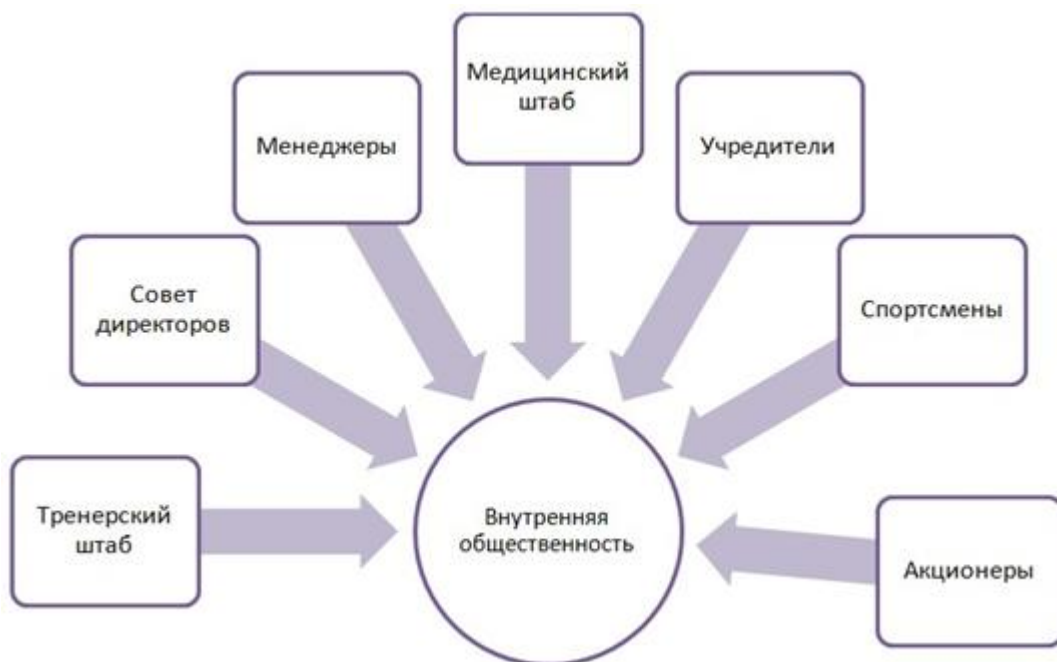 Медицинский
штаб
Менеджеры
Учредители
Совет
директоров
Спортсмены
Тренерский
штаб
Внутренняя
общественность
Акционеры